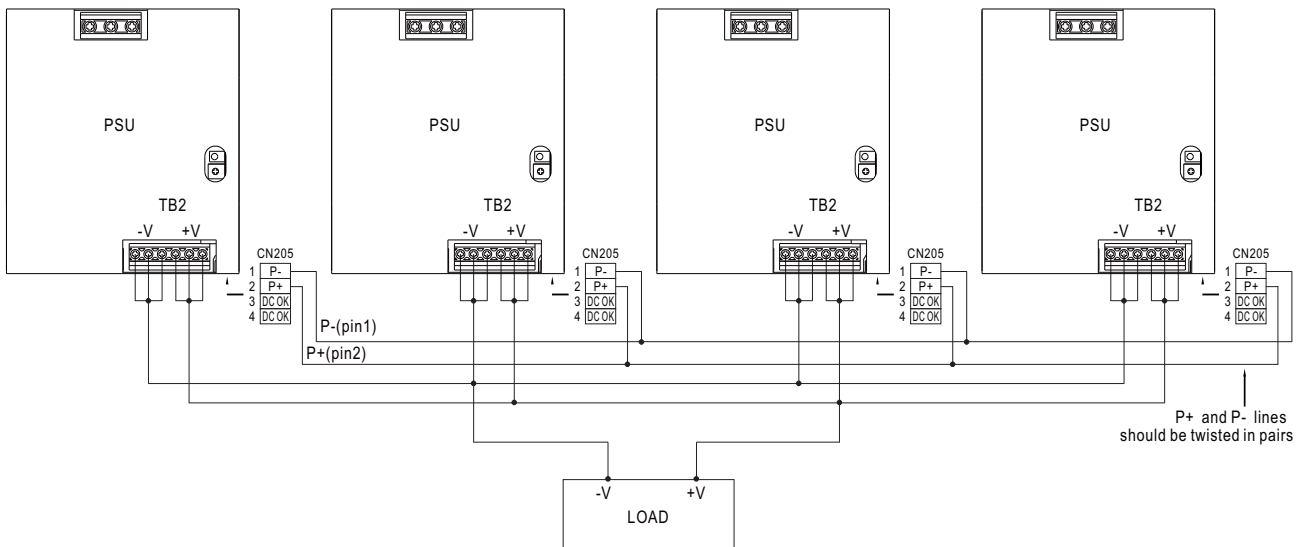 PSU PSU PSU PSU
TB2 TB2 TB2 TB2
-V +V -V +V -V +V -V +V
CN205 CN205 CN205 CN205
1 P- 1 P- 1 P- 1 P-
2 P+ 2 P+ 2 P+ 2 P+
3 DC OK 3 DC OK 3 DC OK 3 DC OK
4 DC OK 4 DC OK 4 DC OK 4 DC OK
P-(pin1)
P+(pin2)
P+ and P- lines
should be twisted in pairs
-V +V
LOAD